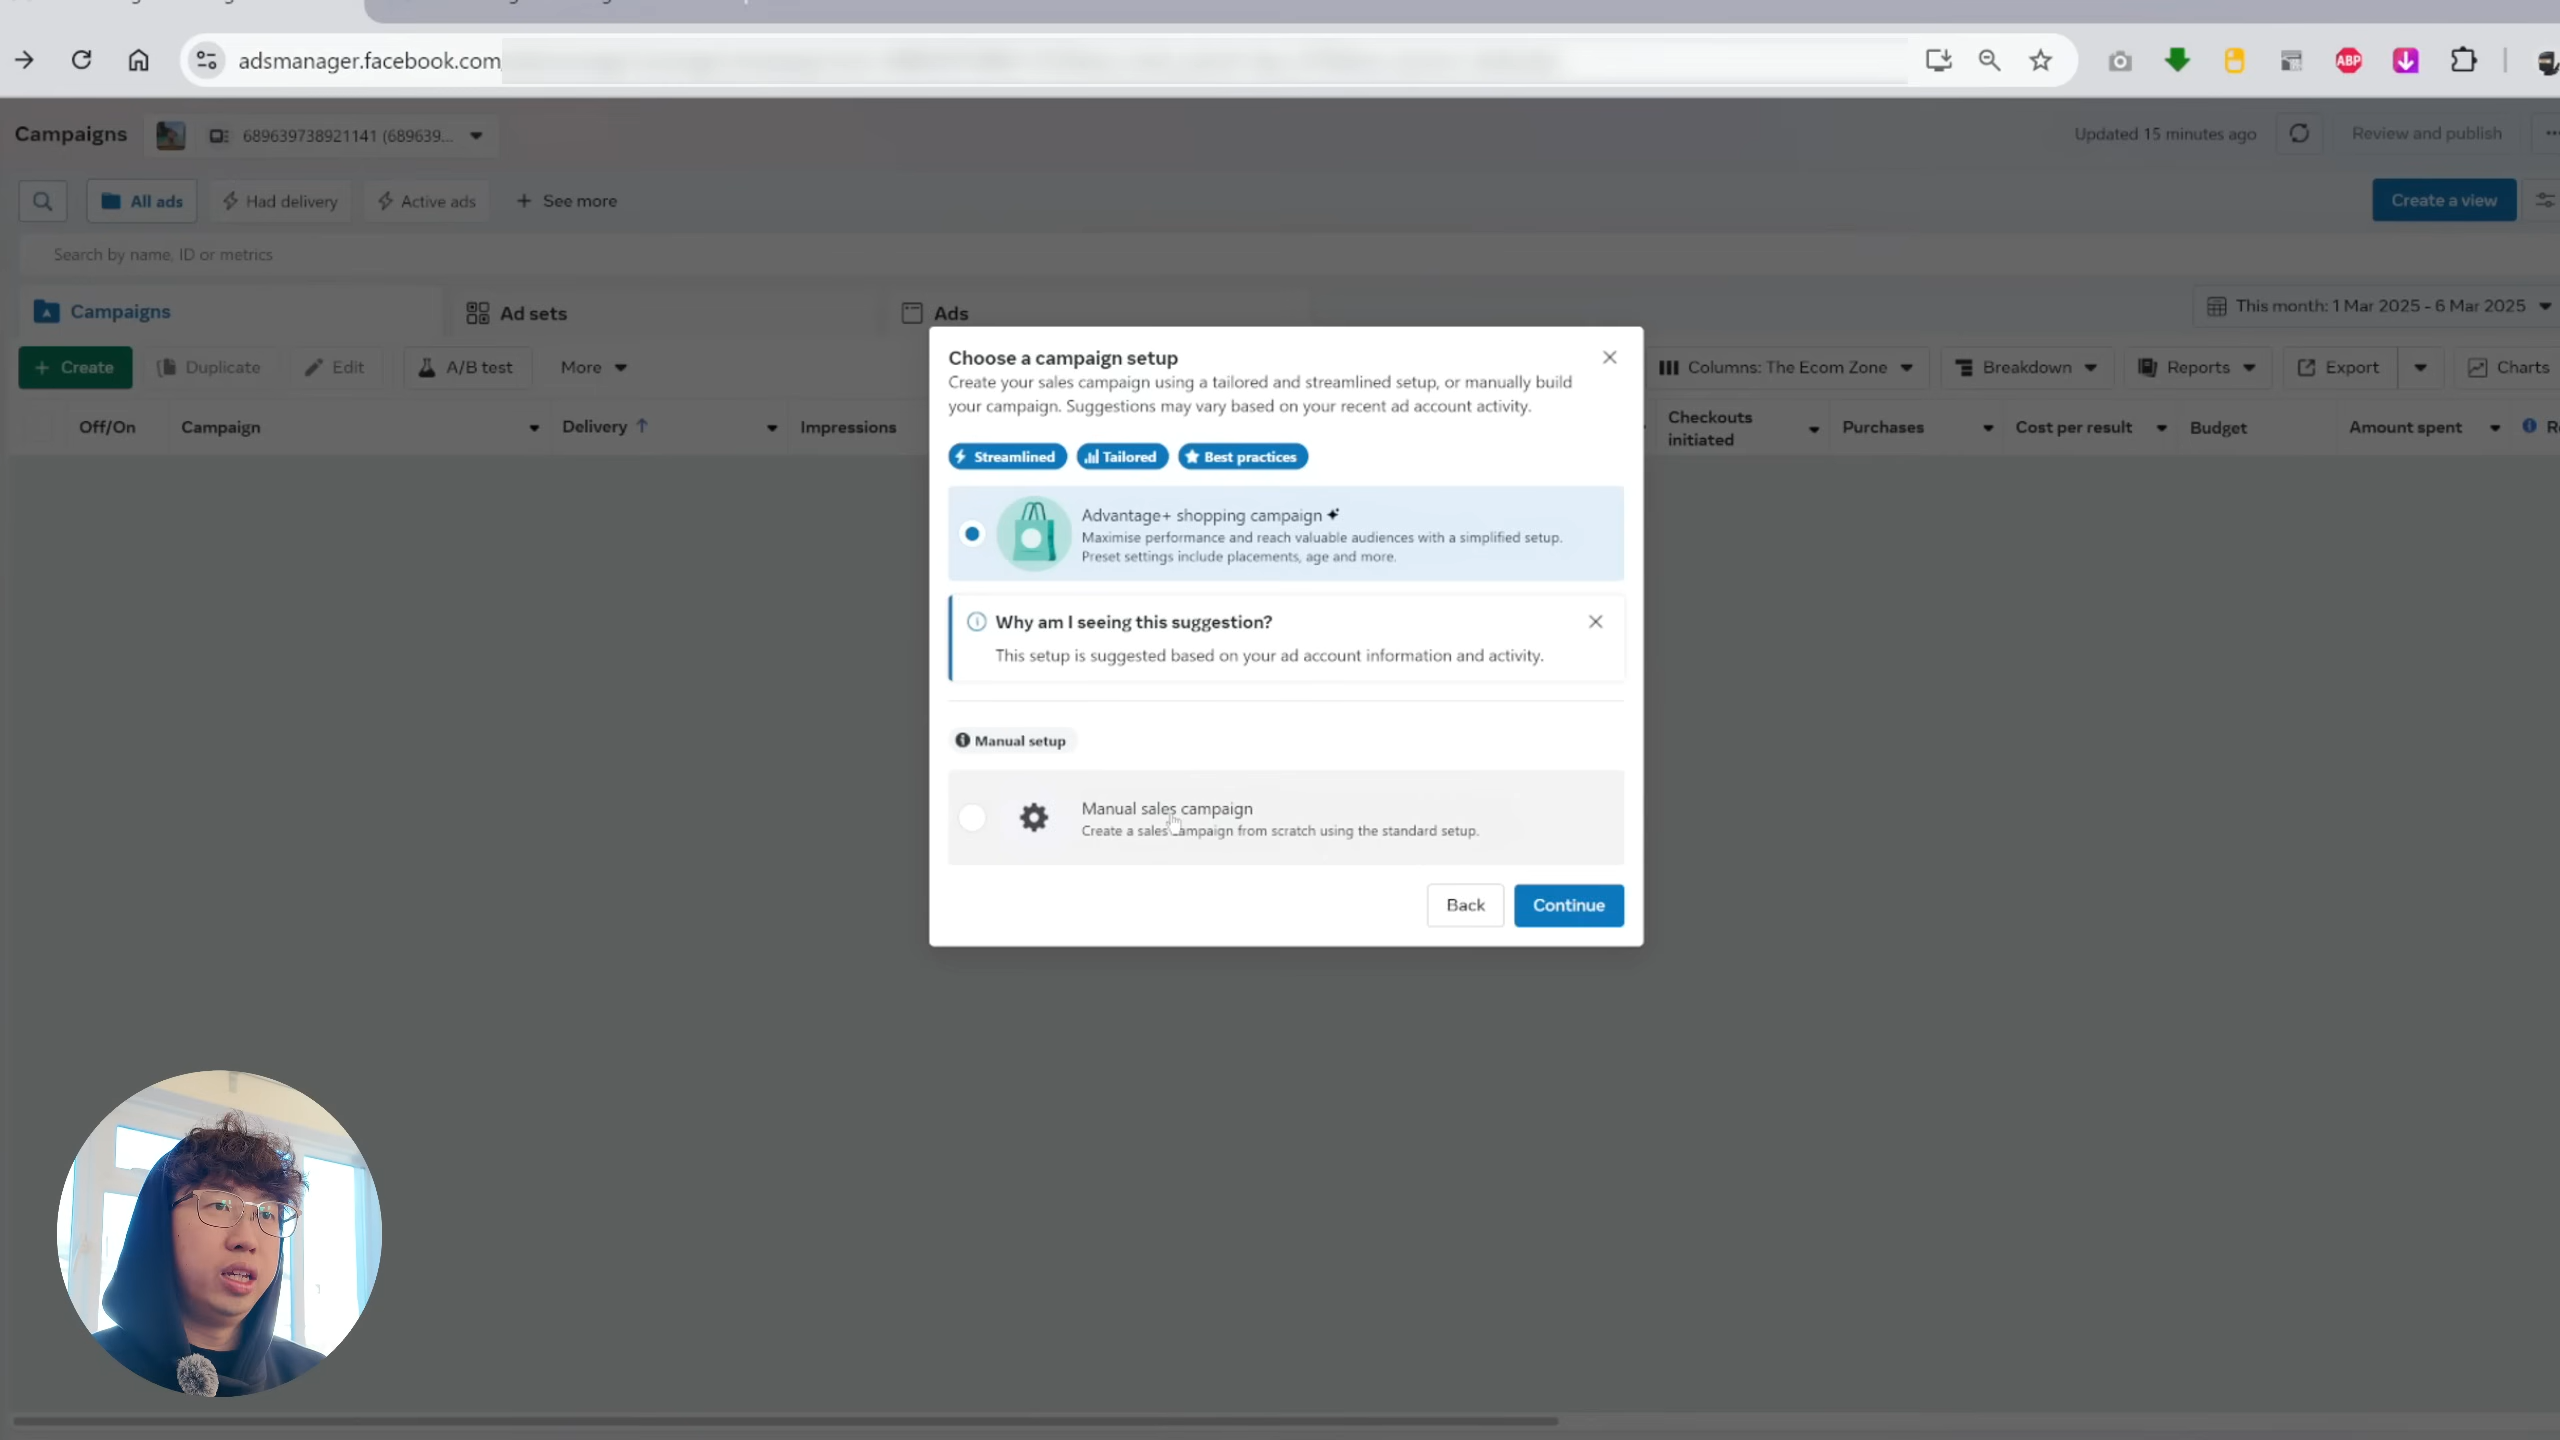 adsmanager.facebook.com
ABP
Campaigns
689639738921141 (689639...
Updated 15 minutes ago
Review and publish
All ads
Had delivery
Active ads
+ See more
Create a view
Search by name, ID or metrics
Campaigns
Ad sets
Ads
This month: 1 Mar 2025 - 6 Mar 2025
+ Create
Duplicate
Edit
A/B test
More
Columns: The Ecom Zone
Breakdown
Reports
Export
Charts
Off/On
Campaign
Delivery ↑
Impressions
Checkouts
initiated
Purchases
Cost per result
Budget
Amount spent
Choose a campaign setup
Create your sales campaign using a tailored and streamlined setup, or manually build
your campaign. Suggestions may vary based on your recent ad account activity.
Streamlined
Tailored
Best practices
Advantage+ shopping campaign
Maximise performance and reach valuable audiences with a simplified setup.
Preset settings include placements, age and more.
Why am I seeing this suggestion?
This setup is suggested based on your ad account information and activity.
Manual setup
Manual sales campaign
Create a sales campaign from scratch using the standard setup.
Back
Continue